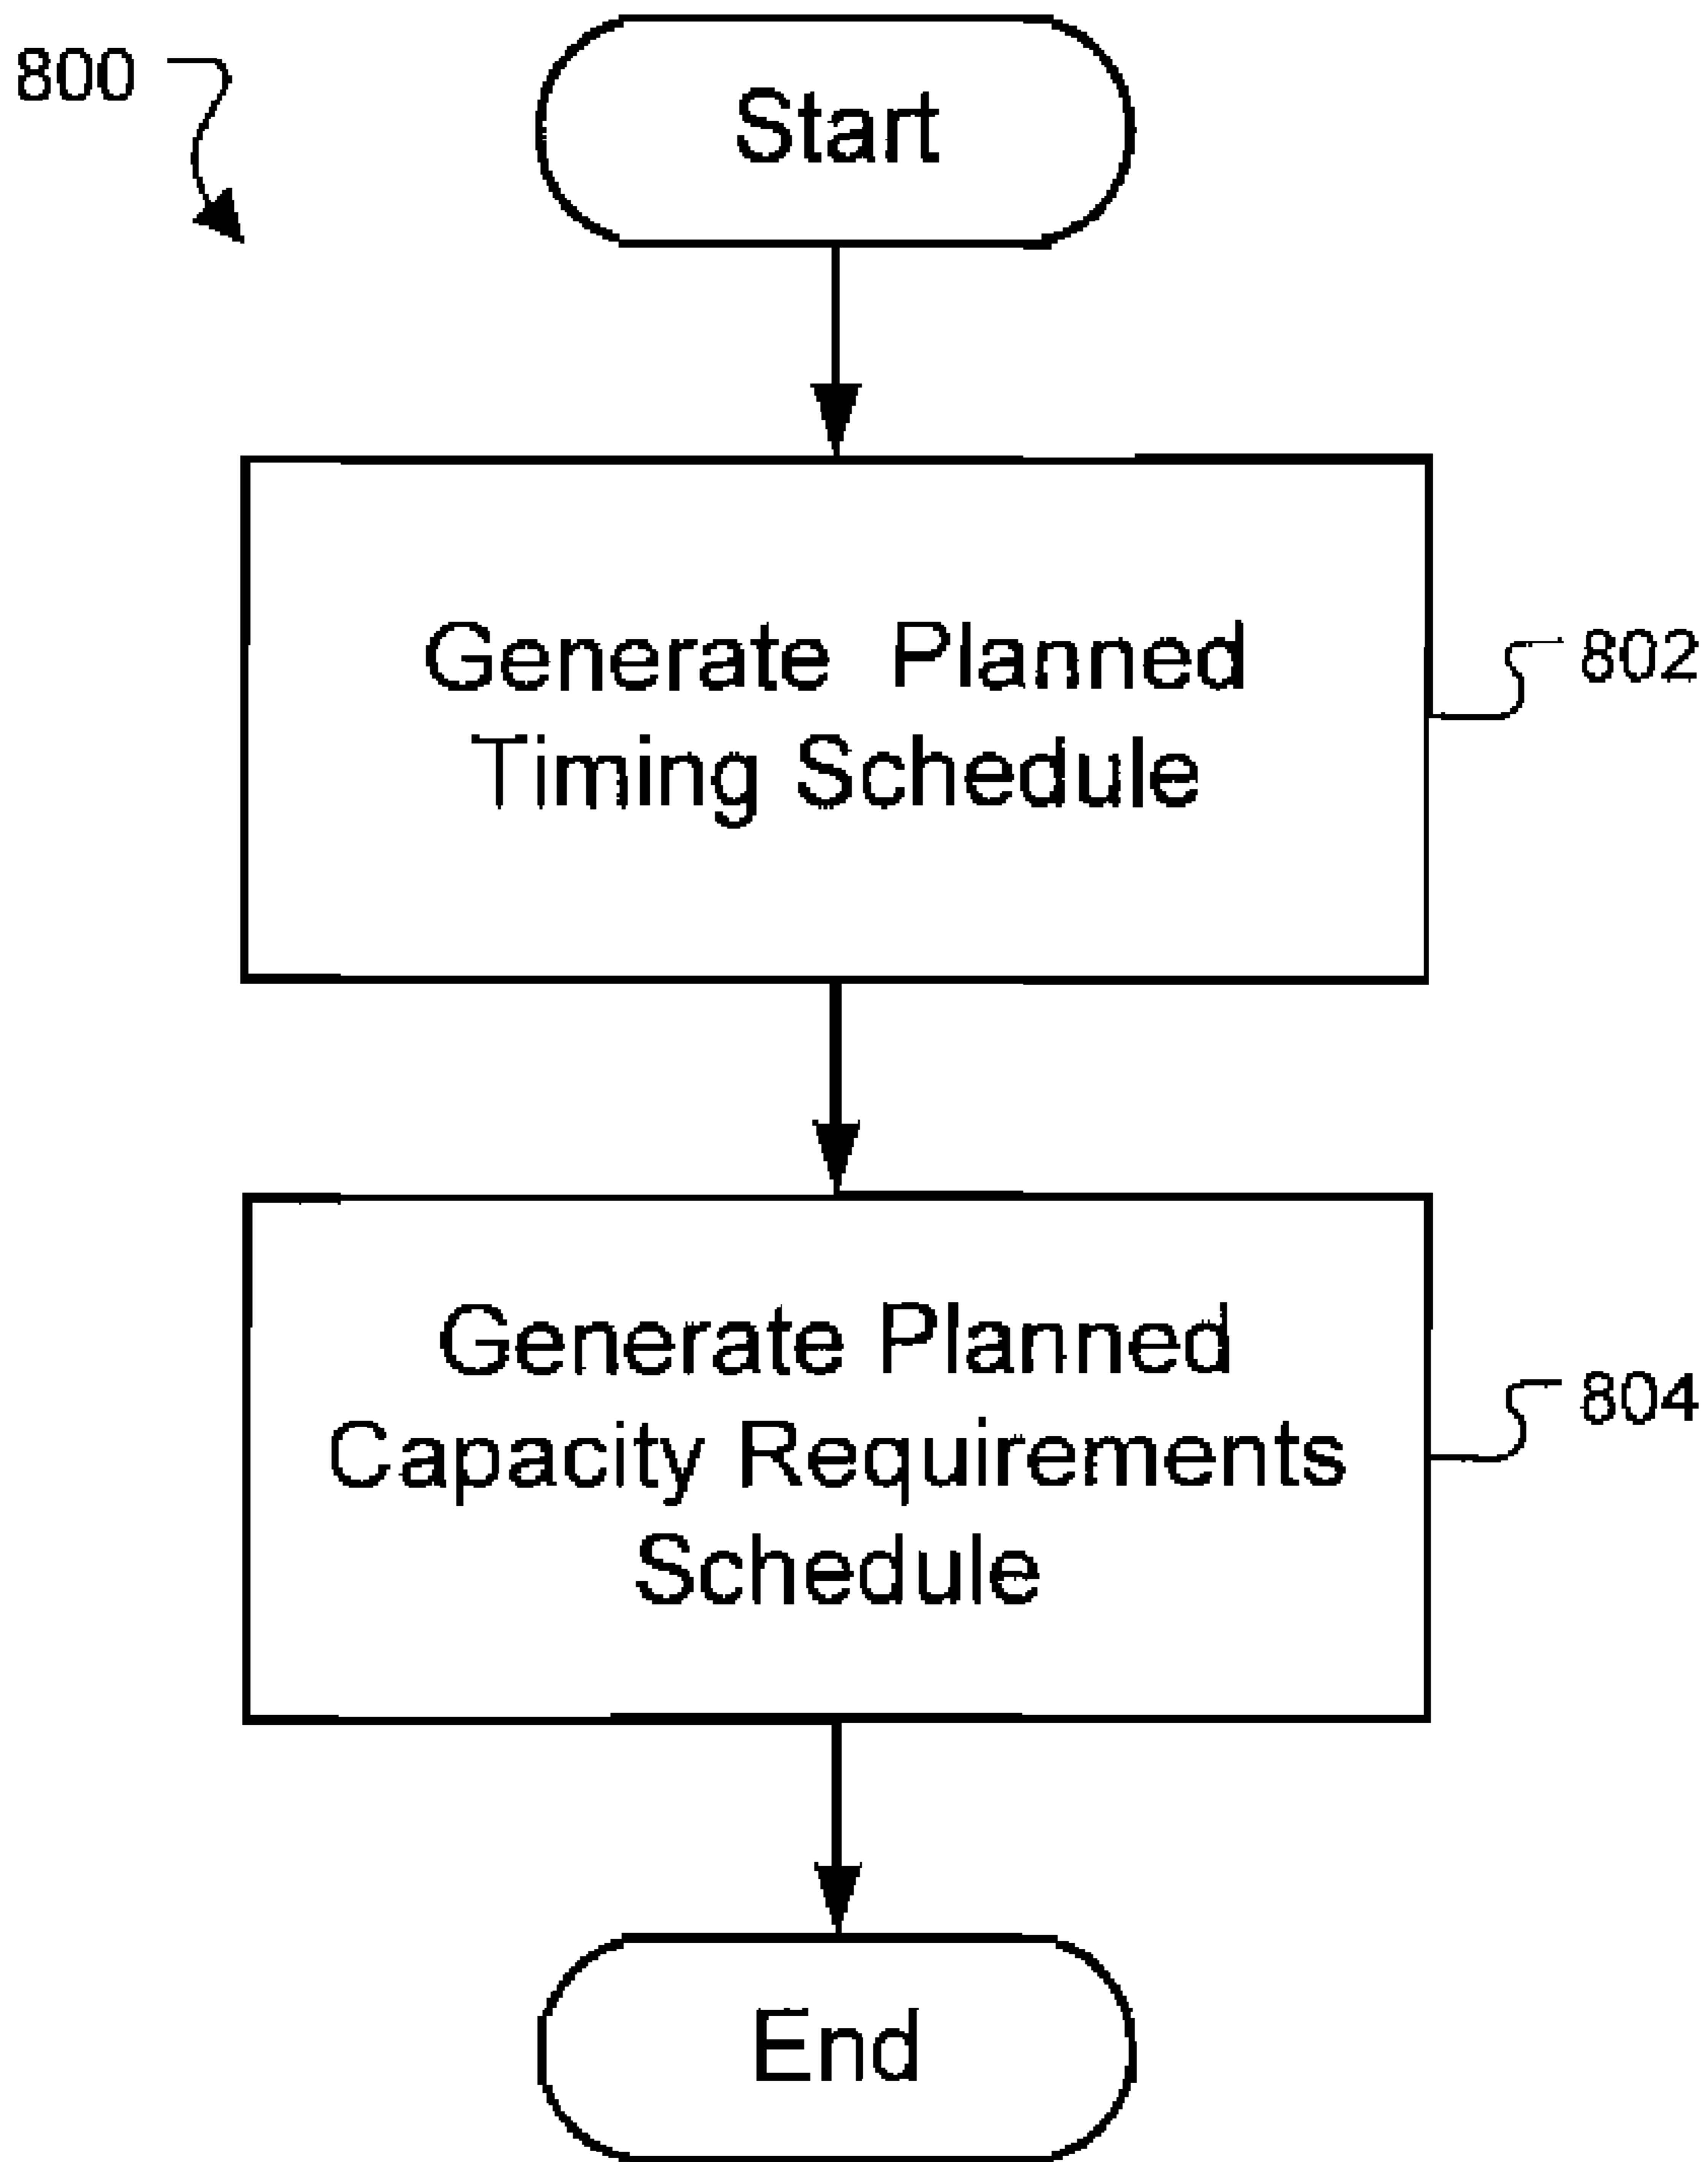 800
Start
Generate Planned
Timing Schedule
802
Generate Planned
Capacity Requirements
Schedule
804
End